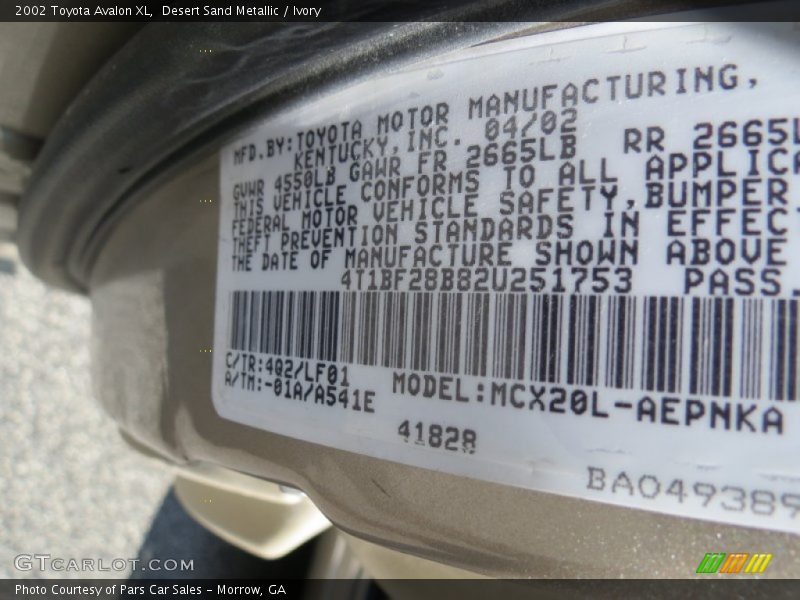 2002 Toyota Avalon XL, Desert Sand Metallic / Ivory
MFD.BY:TOYOTA MOTOR MANUFACTURING,
KENTUCKY,INC. 04/02
GVWR 4550LB GAWR FR 2665LB RR 2665L
THIS VEHICLE CONFORMS TO ALL APPLICA
FEDERAL MOTOR VEHICLE SAFETY,BUMPER
THEFT PREVENTION STANDARDS IN EFFECT
THE DATE OF MANUFACTURE SHOWN ABOVE
4T1BF28B82U251753 PASS.
C/TR:4Q2/LF01
A/TM:-01A/A541E MODEL:MCX20L-AEPNKA
41828
BA049389
GTCARLOT.COM
Photo Courtesy of Pars Car Sales - Morrow, GA